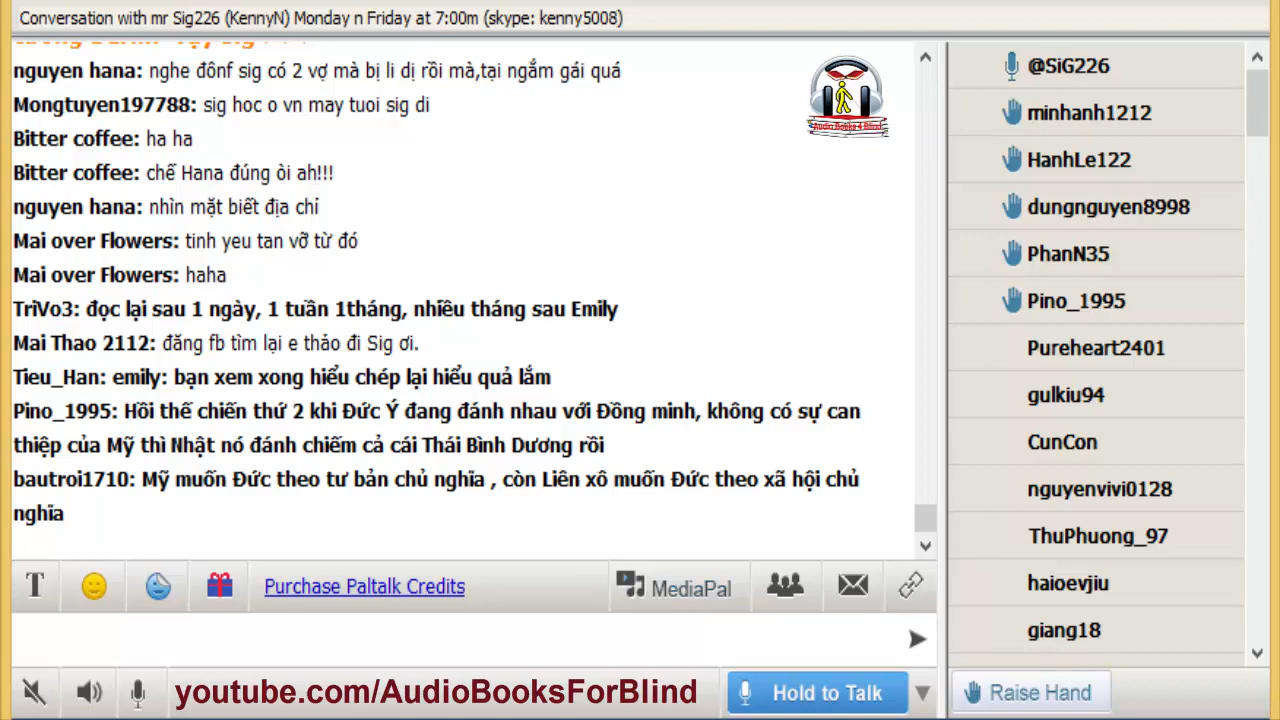 Conversation with mr Sig226 (KennyN) Monday n Friday at 7:00m (skype: kenny5008)
nguyen hana: nghe đônf sig có 2 vợ mà bị li dị rồi mà,tại ngắm gái quá
Mongtuyen197788: sig hoc o vn may tuoi sig di
Bitter coffee: ha ha
Bitter coffee: chế Hana đúng òi ah!!!
nguyen hana: nhìn mặt biết địa chỉ
Mai over Flowers: tinh yeu tan vỡ từ đó
Mai over Flowers: haha
TriVo3: đọc lại sau 1 ngày, 1 tuần 1tháng, nhiều tháng sau Emily
Mai Thao 2112: đăng fb tìm lại e thảo đi Sig ơi.
Tieu_Han: emily: bạn xem xong hiểu chép lại hiểu quả lắm
Pino_1995: Hồi thế chiến thứ 2 khi Đức Ý đang đánh nhau với Đồng minh, không có sự can
thiệp của Mỹ thì Nhật nó đánh chiếm cả cái Thái Bình Dương rồi
bautroi1710: Mỹ muốn Đức theo tư bản chủ nghĩa , còn Liên xô muốn Đức theo xã hội chủ
nghĩa
Audio Books 4 Blind
@SiG226
minhanh1212
HanhLe122
dungnguyen8998
PhanN35
Pino_1995
Pureheart2401
gulkiu94
CunCon
nguyenvivi0128
ThuPhuong_97
haioevjiu
giang18
T
Purchase Paltalk Credits
MediaPal
youtube.com/AudioBooksForBlind
Hold to Talk
Raise Hand